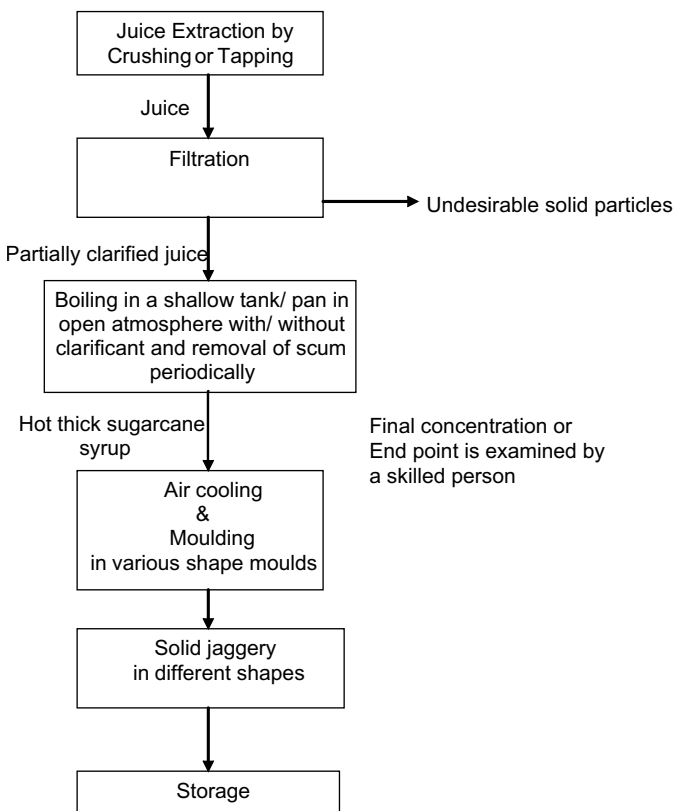 Juice Extraction by
Crushing or Tapping
Juice
Filtration
Undesirable solid particles
Partially clarified juice
Boiling in a shallow tank/ pan in
open atmosphere with/ without
clarificant and removal of scum
periodically
Hot thick sugarcane
syrup
Final concentration or
End point is examined by
a skilled person
Air cooling
&
Moulding
in various shape moulds
Solid jaggery
in different shapes
Storage